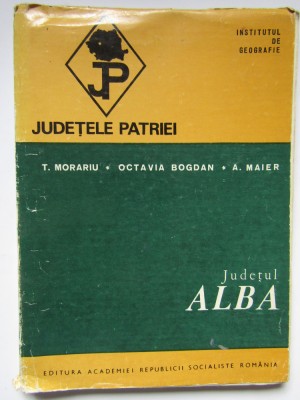 INSTITUTUL
DE
GEOGRAFIE
JP
JUDEȚELE PATRIEI
T. MORARIU • OCTAVIA BOGDAN • A. MAIER
Județul
ALBA
EDITURA ACADEMIEI REPUBLICII SOCIALISTE ROMÂNIA